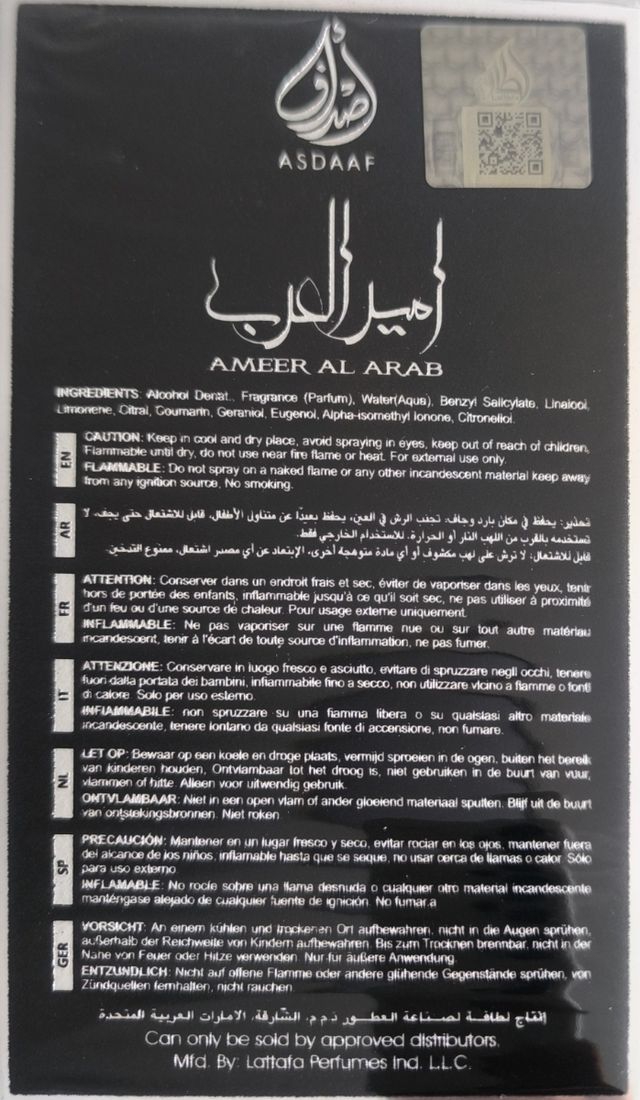 أصداف
ASDAAF
Lattafa
أمير العرب
AMEER AL ARAB
INGREDIENTS: Alcohol Denat., Fragrance (Parfum), Water(Aqua), Benzyl Salicylate, Linalool,
Limonene, Citral, Coumarin, Geraniol, Eugenol, Alpha-isomethyl Ionone, Citronellol.
EN
CAUTION: Keep in cool and dry place, avoid spraying in eyes, keep out of reach of children,
Flammable until dry, do not use near fire flame or heat. For external use only.
FLAMMABLE: Do not spray on a naked flame or any other incandescent material keep away
from any ignition source, No smoking.
AR
تحذير: يحفظ في مكان بارد وجاف، تجنب الرش في العين، يحفظ بعيداً عن متناول الأطفال، قابل للاشتعال حتى يجف، لا
تستخدمه بالقرب من اللهب النار أو الحرارة. للاستخدام الخارجي فقط.
قابل للاشتعال: لا ترش على لهب مكشوف أو أي مادة متوهجة أخرى، الإبتعاد عن أي مصدر اشتعال، ممنوع التدخين.
FR
ATTENTION: Conserver dans un endroit frais et sec, éviter de vaporiser dans les yeux, tenir
hors de portée des enfants, inflammable jusqu'à ce qu'il soit sec, ne pas utiliser à proximité
d'un feu ou d'une source de chaleur. Pour usage externe uniquement.
INFLAMMABLE: Ne pas vaporiser sur une flamme nue ou sur tout autre matériau
incandescent, tenir à l'écart de toute source d'inflammation, ne pas fumer.
IT
ATTENZIONE: Conservare in luogo fresco e asciutto, evitare di spruzzare negli occhi, tenere
fuori dalla portata dei bambini, infiammabile fino a secco, non utilizzare vicino a fiamme o fonti
di calore. Solo per uso esterno.
INFIAMMABILE: non spruzzare su una fiamma libera o su qualsiasi altro materiale
incandescente, tenere lontano da qualsiasi fonte di accensione, non fumare.
NL
LET OP: Bewaar op een koele en droge plaats, vermijd sproeien in de ogen, buiten het bereik
van kinderen houden, Ontvlambaar tot het droog is, niet gebruiken in de buurt van vuur,
vlammen of hitte. Alleen voor uitwendig gebruik.
ONTVLAMBAAR: Niet in een open vlam of ander gloeiend materiaal spuiten. Blijf uit de buurt
van ontstekingsbronnen. Niet roken.
SP
PRECAUCIÓN: Mantener en un lugar fresco y seco, evitar rociar en los ojos, mantener fuera
del alcance de los niños, inflamable hasta que se seque, no usar cerca de llamas o calor. Sólo
para uso externo.
INFLAMABLE: No rocíe sobre una llama desnuda o cualquier otro material incandescente
manténgase alejado de cualquier fuente de ignición. No fumar.a
GER
VORSICHT: An einem kühlen und trockenen Ort aufbewahren, nicht in die Augen sprühen,
außerhalb der Reichweite von Kindern aufbewahren. Bis zum Trocknen brennbar, nicht in der
Nähe von Feuer oder Hitze verwenden. Nur für äußere Anwendung.
ENTZÜNDLICH: Nicht auf offene Flamme oder andere glühende Gegenstände sprühen, von
Zündquellen fernhalten, nicht rauchen.
إنتاج لطافة لصناعة العطور ذ.م.م. الشارقة، الامارات العربية المتحدة
Can only be sold by approved distributors.
Mfd. By: Lattafa Perfumes Ind. L.L.C.